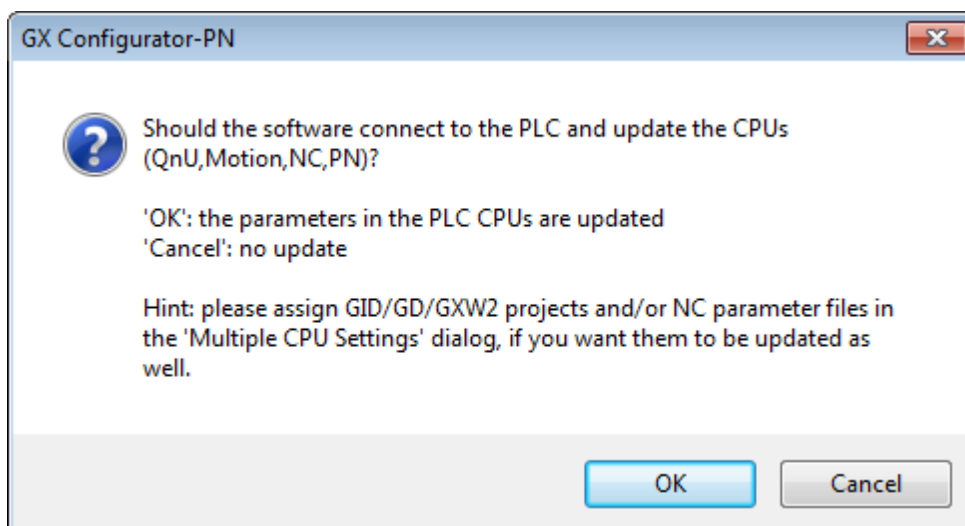 GX Configurator-PN
Should the software connect to the PLC and update the CPUs
(QnU,Motion,NC,PN)?
'OK': the parameters in the PLC CPUs are updated
'Cancel': no update
Hint: please assign GID/GD/GXW2 projects and/or NC parameter files in
the 'Multiple CPU Settings' dialog, if you want them to be updated as
well.
OK
Cancel